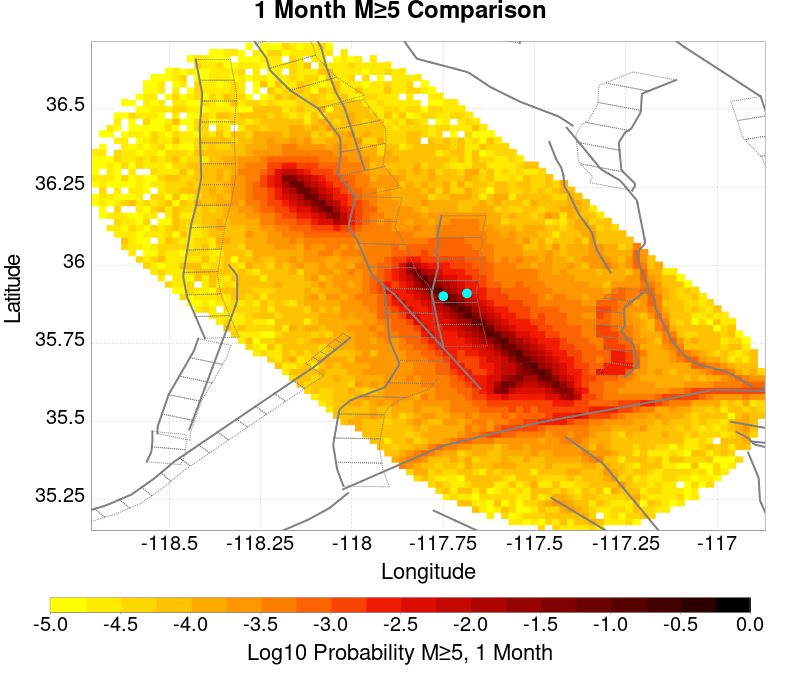 1 Month M≥5 Comparison
36.5
36.25
36
35.75
35.5
35.25
Latitude
-118.5 -118.25 -118 -117.75 -117.5 -117.25 -117
Longitude
-5.0 -4.5 -4.0 -3.5 -3.0 -2.5 -2.0 -1.5 -1.0 -0.5 0.0
Log10 Probability M≥5, 1 Month